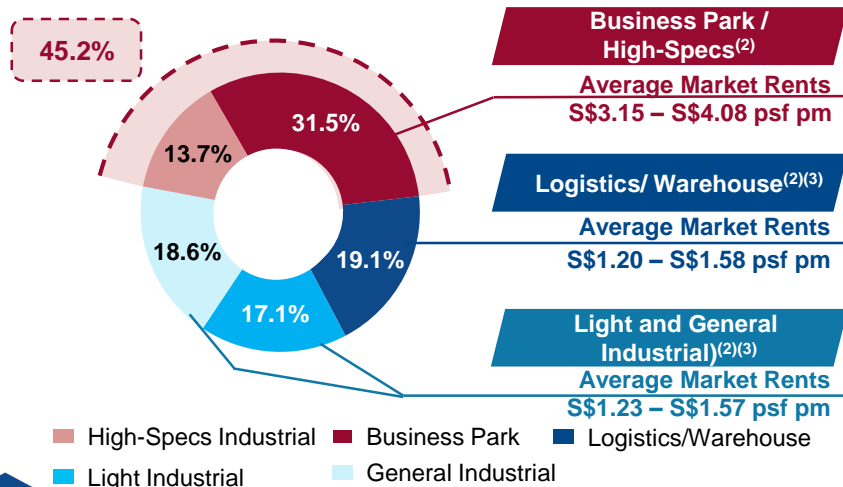 45.2%
Business Park /
High-Specs(2)
Average Market Rents
S$3.15 – S$4.08 psf pm
31.5%
13.7%
Logistics/ Warehouse(2)(3)
Average Market Rents
S$1.20 – S$1.58 psf pm
18.6%
19.1%
17.1%
Light and General
Industrial)(2)(3)
Average Market Rents
S$1.23 – S$1.57 psf pm
High-Specs Industrial
Business Park
Logistics/Warehouse
Light Industrial
General Industrial